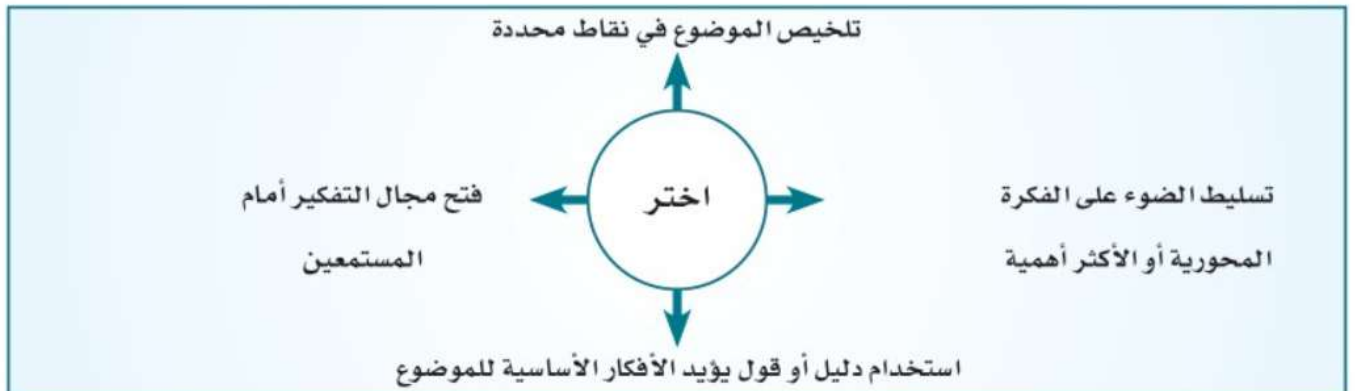 تلخيص الموضوع في نقاط محددة
تسليط الضوء على الفكرة
المحورية أو الأكثر أهمية
اختر
فتح مجال التفكير أمام
المستمعين
استخدام دليل أو قول يؤيد الأفكار الأساسية للموضوع